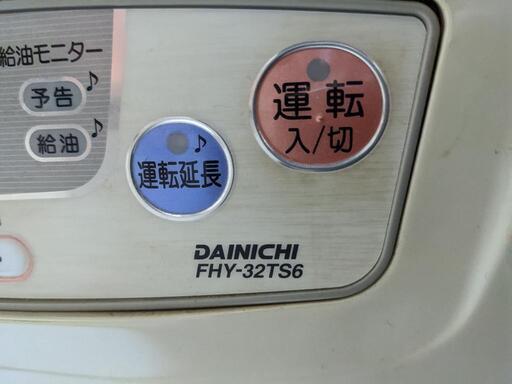 給油モニター
予告
給油
運転
入/切
運転延長
DAINICHI
FHY-32TS6